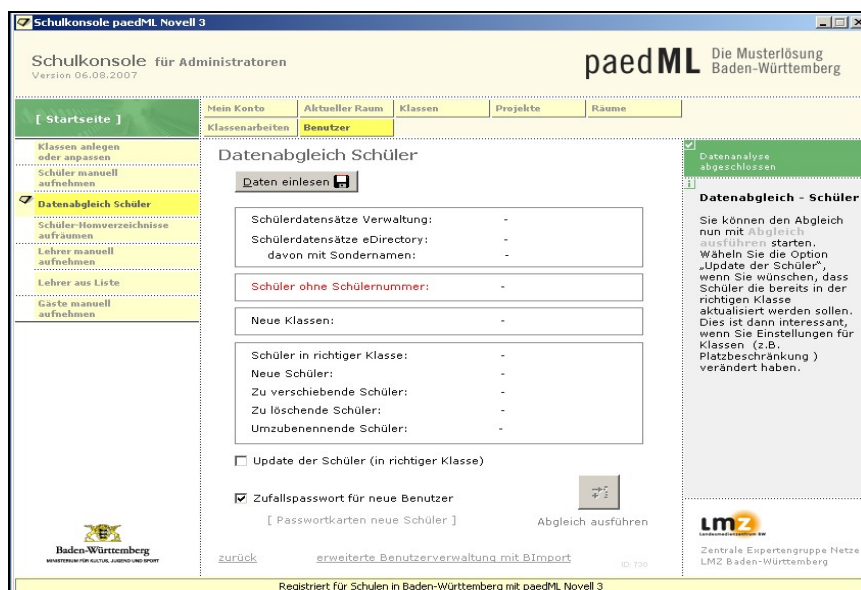 Schulkonsole paedML Novell 3
Schulkonsole für Administratoren
Version 06.08.2007
paedML Die Musterlösung
Baden-Württemberg
[ Startseite ]
Mein Konto
Aktueller Raum
Klassen
Projekte
Räume
Klassenarbeiten
Benutzer
Klassen anlegen
oder anpassen
Schüler manuell
aufnehmen
Datenabgleich Schüler
Schüler-Homverzeichnisse
aufräumen
Lehrer manuell
aufnehmen
Lehrer aus Liste
Gäste manuell
aufnehmen
Datenabgleich Schüler
Daten einlesen
Schülerdatensätze Verwaltung: -
Schülerdatensätze eDirectory: -
davon mit Sondernamen: -
Schüler ohne Schülernummer: -
Neue Klassen: -
Schüler in richtiger Klasse: -
Neue Schüler: -
Zu verschiebende Schüler: -
Zu löschende Schüler: -
Umzubenennende Schüler: -
Update der Schüler (in richtiger Klasse)
Zufallspasswort für neue Benutzer
[ Passwortkarten neue Schüler ]
Abgleich ausführen
zurück
erweiterte Benutzerverwaltung mit BImport
Datenanalyse
abgeschlossen
Datenabgleich - Schüler
Sie können den Abgleich
nun mit Abgleich
ausführen starten.
Wäheln Sie die Option
„Update der Schüler“,
wenn Sie wünschen, dass
Schüler die bereits in der
richtigen Klasse
aktualisiert werden sollen.
Dies ist dann interessant,
wenn Sie Einstellungen für
Klassen (z.B.
Platzbeschränkung )
verändert haben.
Baden-Württemberg
MINISTERIUM FÜR KULTUS, JUGEND UND SPORT
LMZ
Landesmedienzentrum BW
Zentrale Expertengruppe Netze
LMZ Baden-Württemberg
Registriert für Schulen in Baden-Württemberg mit paedML Novell 3